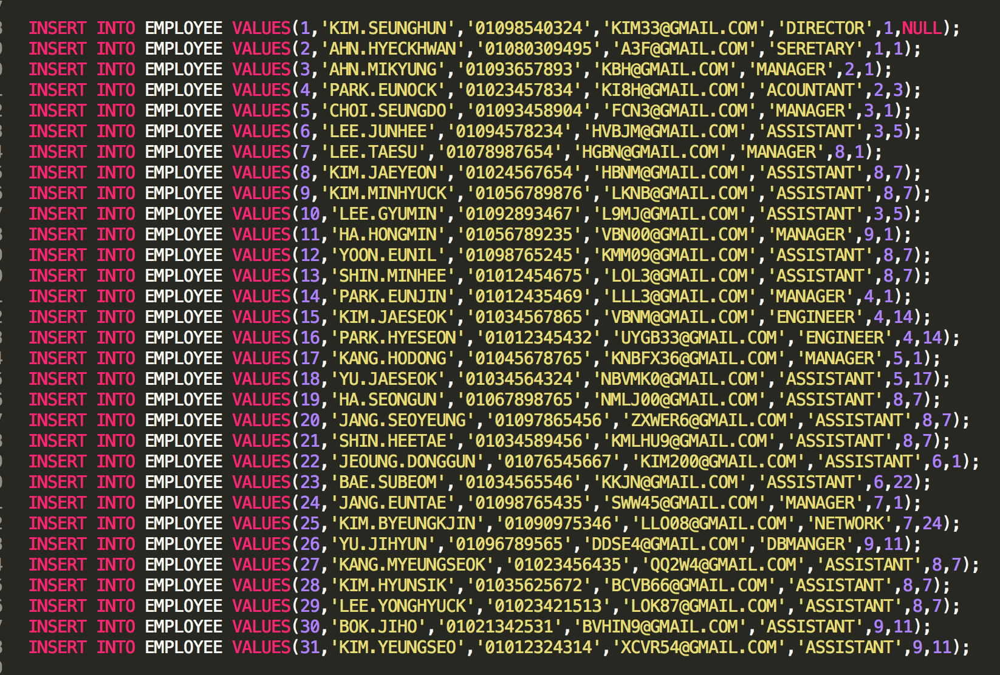 INSERT INTO EMPLOYEE VALUES(1,'KIM.SEUNGHUN','01098540324','KIM33@GMAIL.COM','DIRECTOR',1,NULL);
INSERT INTO EMPLOYEE VALUES(2,'AHN.HYECKHWAN','01080309495','A3F@GMAIL.COM','SERETARY',1,1);
INSERT INTO EMPLOYEE VALUES(3,'AHN.MIKYUNG','01093657893','KBH@GMAIL.COM','MANAGER',2,1);
INSERT INTO EMPLOYEE VALUES(4,'PARK.EUNOCK','01023457834','KI8H@GMAIL.COM','ACOUNTANT',2,3);
INSERT INTO EMPLOYEE VALUES(5,'CHOI.SEUNGDO','01093458904','FCN3@GMAIL.COM','MANAGER',3,1);
INSERT INTO EMPLOYEE VALUES(6,'LEE.JUNHEE','01094578234','HVBJM@GMAIL.COM','ASSISTANT',3,5);
INSERT INTO EMPLOYEE VALUES(7,'LEE.TAESU','01078987654','HGBN@GMAIL.COM','MANAGER',8,1);
INSERT INTO EMPLOYEE VALUES(8,'KIM.JAEYEON','01024567654','HBNM@GMAIL.COM','ASSISTANT',8,7);
INSERT INTO EMPLOYEE VALUES(9,'KIM.MINHYUCK','01056789876','LKNB@GMAIL.COM','ASSISTANT',8,7);
INSERT INTO EMPLOYEE VALUES(10,'LEE.GYUMIN','01092893467','L9MJ@GMAIL.COM','ASSISTANT',3,5);
INSERT INTO EMPLOYEE VALUES(11,'HA.HONGMIN','01056789235','VBN00@GMAIL.COM','MANAGER',9,1);
INSERT INTO EMPLOYEE VALUES(12,'YOON.EUNIL','01098765245','KMM09@GMAIL.COM','ASSISTANT',8,7);
INSERT INTO EMPLOYEE VALUES(13,'SHIN.MINHEE','01012454675','LOL3@GMAIL.COM','ASSISTANT',8,7);
INSERT INTO EMPLOYEE VALUES(14,'PARK.EUNJIN','01012435469','LLL3@GMAIL.COM','MANAGER',4,1);
INSERT INTO EMPLOYEE VALUES(15,'KIM.JAESEOK','01034567865','VBNM@GMAIL.COM','ENGINEER',4,14);
INSERT INTO EMPLOYEE VALUES(16,'PARK.HYESEON','01012345432','UYGB33@GMAIL.COM','ENGINEER',4,14);
INSERT INTO EMPLOYEE VALUES(17,'KANG.HODONG','01045678765','KNBFX36@GMAIL.COM','MANAGER',5,1);
INSERT INTO EMPLOYEE VALUES(18,'YU.JAESEOK','01034564324','NBVMK0@GMAIL.COM','ASSISTANT',5,17);
INSERT INTO EMPLOYEE VALUES(19,'HA.SEONGUN','01067898765','NMLJ00@GMAIL.COM','ASSISTANT',8,7);
INSERT INTO EMPLOYEE VALUES(20,'JANG.SEOYEUNG','01097865456','ZXWER6@GMAIL.COM','ASSISTANT',8,7);
INSERT INTO EMPLOYEE VALUES(21,'SHIN.HEETAE','01034589456','KMLHU9@GMAIL.COM','ASSISTANT',8,7);
INSERT INTO EMPLOYEE VALUES(22,'JEOUNG.DONGGUN','01076545667','KIM200@GMAIL.COM','ASSISTANT',6,1);
INSERT INTO EMPLOYEE VALUES(23,'BAE.SUBEOM','01034565546','KKJN@GMAIL.COM','ASSISTANT',6,22);
INSERT INTO EMPLOYEE VALUES(24,'JANG.EUNTAE','01098765435','SWW45@GMAIL.COM','MANAGER',7,1);
INSERT INTO EMPLOYEE VALUES(25,'KIM.BYEUNGKJIN','01090975346','LLO08@GMAIL.COM','NETWORK',7,24);
INSERT INTO EMPLOYEE VALUES(26,'YU.JIHYUN','01096789565','DDSE4@GMAIL.COM','DBMANGER',9,11);
INSERT INTO EMPLOYEE VALUES(27,'KANG.MYEUNGSEOK','01023456435','QQ2W4@GMAIL.COM','ASSISTANT',8,7);
INSERT INTO EMPLOYEE VALUES(28,'KIM.HYUNSIK','01035625672','BCVB66@GMAIL.COM','ASSISTANT',8,7);
INSERT INTO EMPLOYEE VALUES(29,'LEE.YONGHYUCK','01023421513','LOK87@GMAIL.COM','ASSISTANT',8,7);
INSERT INTO EMPLOYEE VALUES(30,'BOK.JIHO','01021342531','BVHIN9@GMAIL.COM','ASSISTANT',9,11);
INSERT INTO EMPLOYEE VALUES(31,'KIM.YEUNGSEO','01012324314','XCVR54@GMAIL.COM','ASSISTANT',9,11);